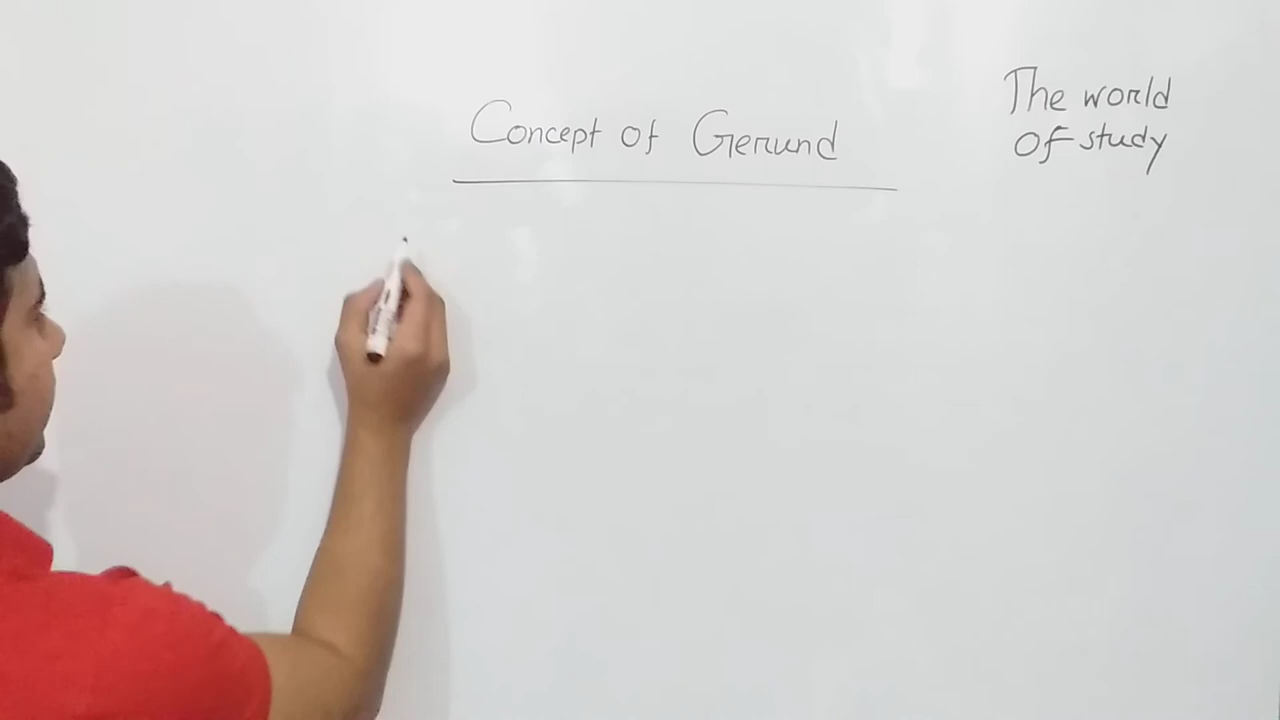 Concept of Gerund
The world
of study